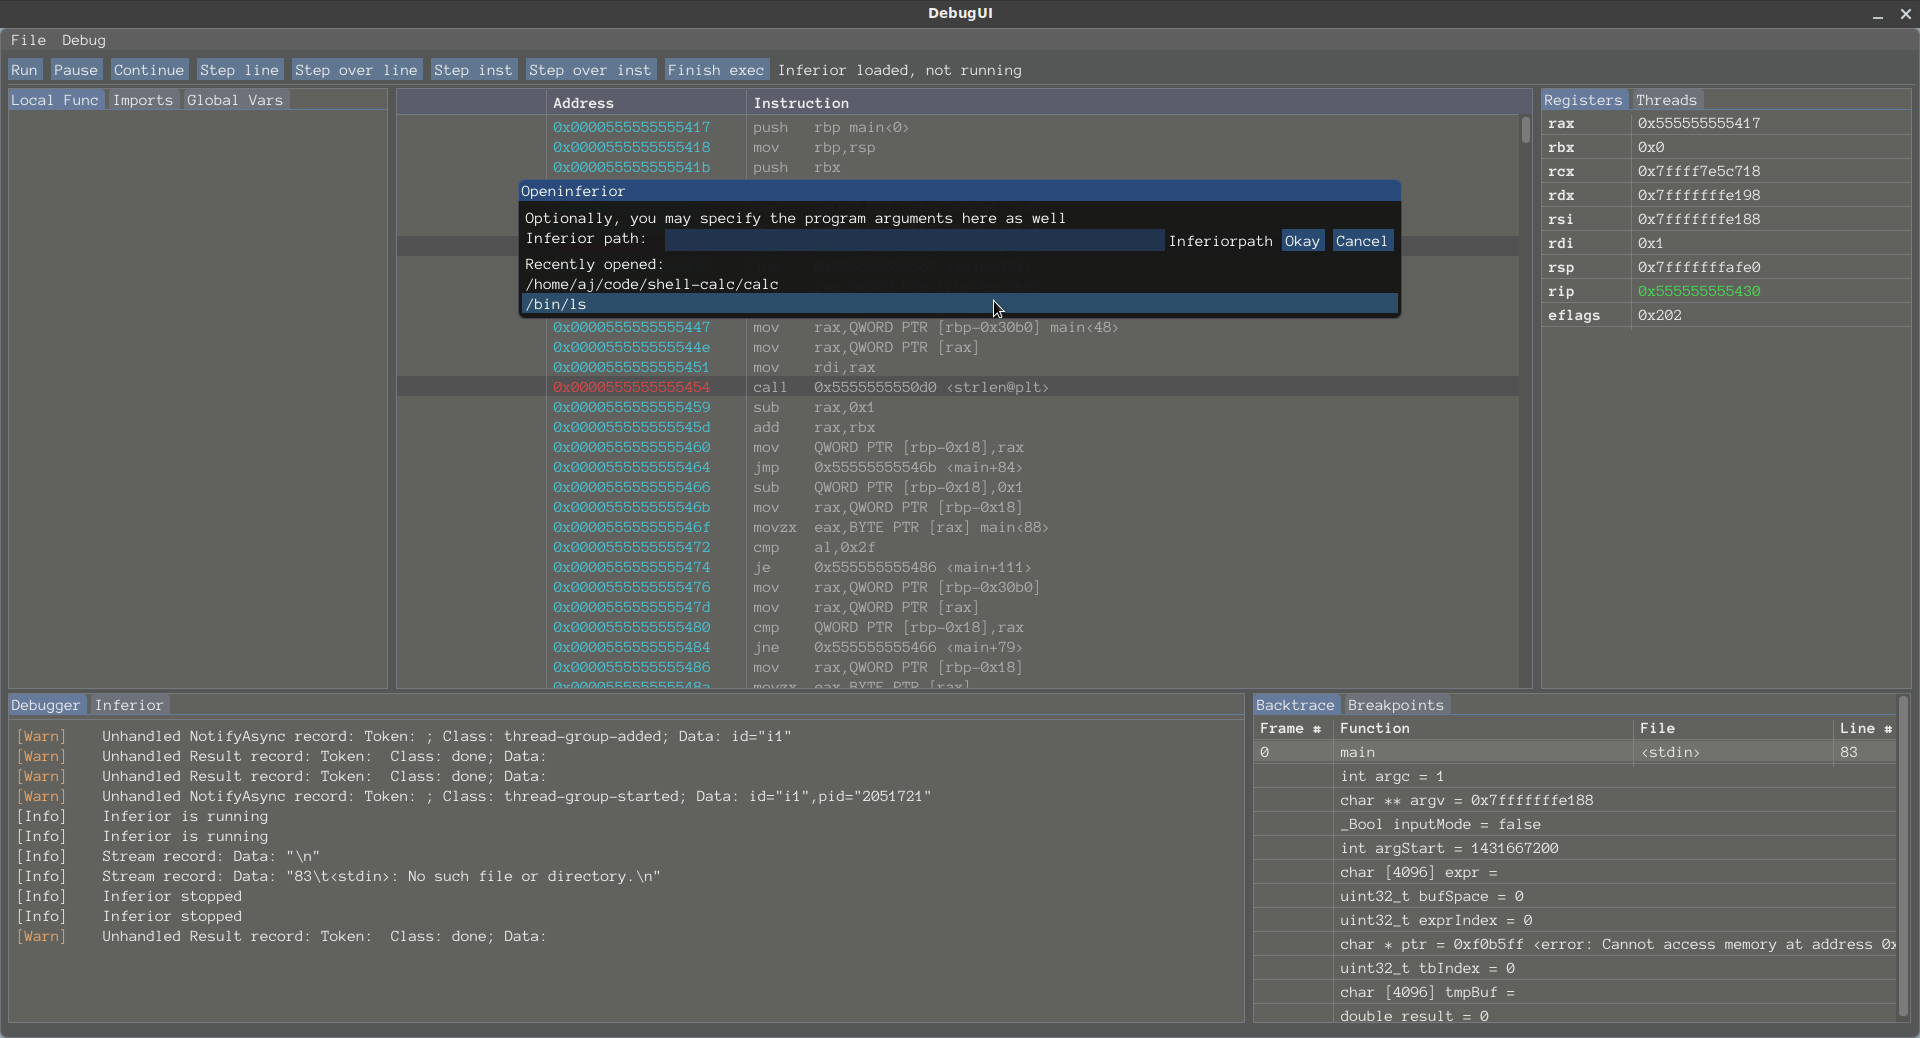 DebugUI
File Debug
Run Pause Continue Step line Step over line Step inst Step over inst Finish exec Inferior loaded, not running
Local Func Imports Global Vars
Address Instruction
0x0000555555555417 push rbp main<0>
0x0000555555555418 mov rbp,rsp
0x000055555555541b push rbx
Openinferior
Optionally, you may specify the program arguments here as well
Inferior path: Inferiorpath Okay Cancel
Recently opened:
/home/aj/code/shell-calc/calc
/bin/ls
0x0000555555555447 mov rax,QWORD PTR [rbp-0x30b0] main<48>
0x000055555555544e mov rax,QWORD PTR [rax]
0x0000555555555451 mov rdi,rax
0x0000555555555454 call 0x5555555550d0 <strlen@plt>
0x0000555555555459 sub rax,0x1
0x000055555555545d add rax,rbx
0x0000555555555460 mov QWORD PTR [rbp-0x18],rax
0x0000555555555464 jmp 0x55555555546b <main+84>
0x0000555555555466 sub QWORD PTR [rbp-0x18],0x1
0x000055555555546b mov rax,QWORD PTR [rbp-0x18]
0x000055555555546f movzx eax,BYTE PTR [rax] main<88>
0x0000555555555472 cmp al,0x2f
0x0000555555555474 je 0x555555555486 <main+111>
0x0000555555555476 mov rax,QWORD PTR [rbp-0x30b0]
0x000055555555547d mov rax,QWORD PTR [rax]
0x0000555555555480 cmp QWORD PTR [rbp-0x18],rax
0x0000555555555484 jne 0x555555555466 <main+79>
0x0000555555555486 mov rax,QWORD PTR [rbp-0x18]
0x000055555555548a movzx eax,BYTE PTR [rax]
Registers Threads
rax 0x555555555417
rbx 0x0
rcx 0x7ffff7e5c718
rdx 0x7fffffffe198
rsi 0x7fffffffe188
rdi 0x1
rsp 0x7fffffffafe0
rip 0x555555555430
eflags 0x202
Debugger Inferior
[Warn] Unhandled NotifyAsync record: Token: ; Class: thread-group-added; Data: id="i1"
[Warn] Unhandled Result record: Token:  Class: done; Data:
[Warn] Unhandled Result record: Token:  Class: done; Data:
[Warn] Unhandled NotifyAsync record: Token: ; Class: thread-group-started; Data: id="i1",pid="2051721"
[Info] Inferior is running
[Info] Inferior is running
[Info] Stream record: Data: "\n"
[Info] Stream record: Data: "83\t<stdin>: No such file or directory.\n"
[Info] Inferior stopped
[Info] Inferior stopped
[Warn] Unhandled Result record: Token:  Class: done; Data:
Backtrace Breakpoints
Frame # Function File Line #
0 main <stdin> 83
int argc = 1
char ** argv = 0x7fffffffe188
_Bool inputMode = false
int argStart = 1431667200
char [4096] expr =
uint32_t bufSpace = 0
uint32_t exprIndex = 0
char * ptr = 0xf0b5ff <error: Cannot access memory at address 0x
uint32_t tbIndex = 0
char [4096] tmpBuf =
double result = 0